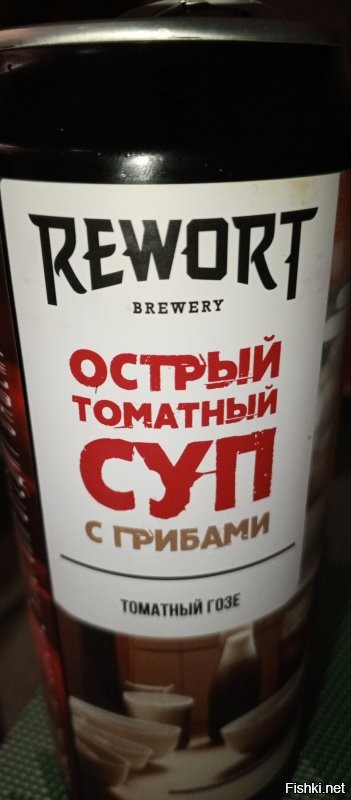 REWORT
BREWERY
ОСТРЫЙ
ТОМАТНЫЙ
СУП
С ГРИБАМИ
ТОМАТНЫЙ ГОЗЕ
Fishki.net